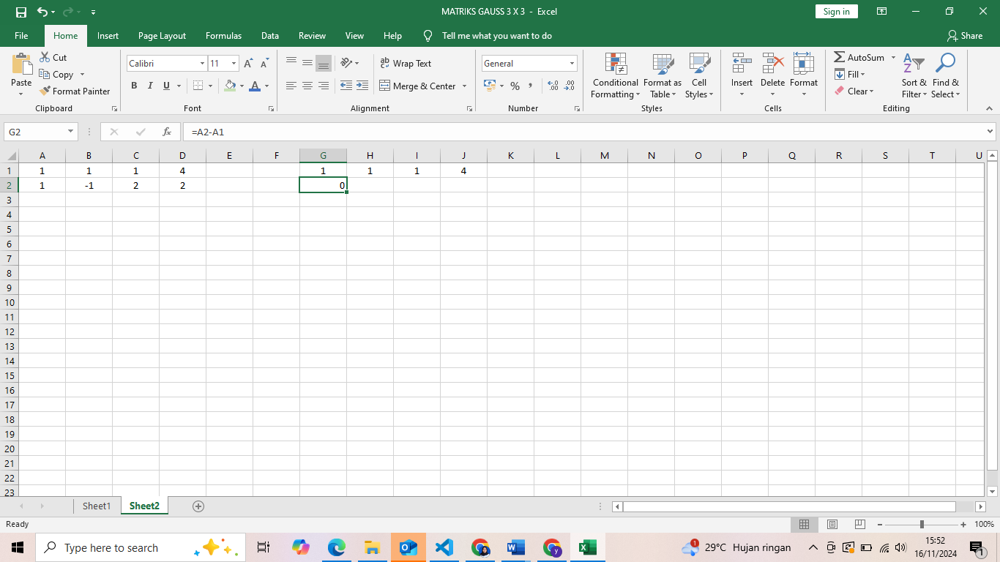 MATRIKS GAUSS 3 X 3 - Excel
Sign in
File Home Insert Page Layout Formulas Data Review View Help Tell me what you want to do Share
Paste
Cut
Copy
Format Painter
Clipboard
Calibri 11
B I U
Font
Wrap Text
Merge & Center
Alignment
General
Number
Conditional Formatting
Format as Table
Cell Styles
Styles
Insert Delete Format
Cells
AutoSum
Fill
Clear
Sort & Filter
Find & Select
Editing
G2 fx =A2-A1
A B C D E F G H I J K L M N O P Q R S T U
1 1 1 1 4 1 1 1 4
2 1 -1 2 2 0
3
4
5
6
7
8
9
10
11
12
13
14
15
16
17
18
19
20
21
22
23
Sheet1 Sheet2
Ready 100%
Type here to search
29°C Hujan ringan
15:52
16/11/2024